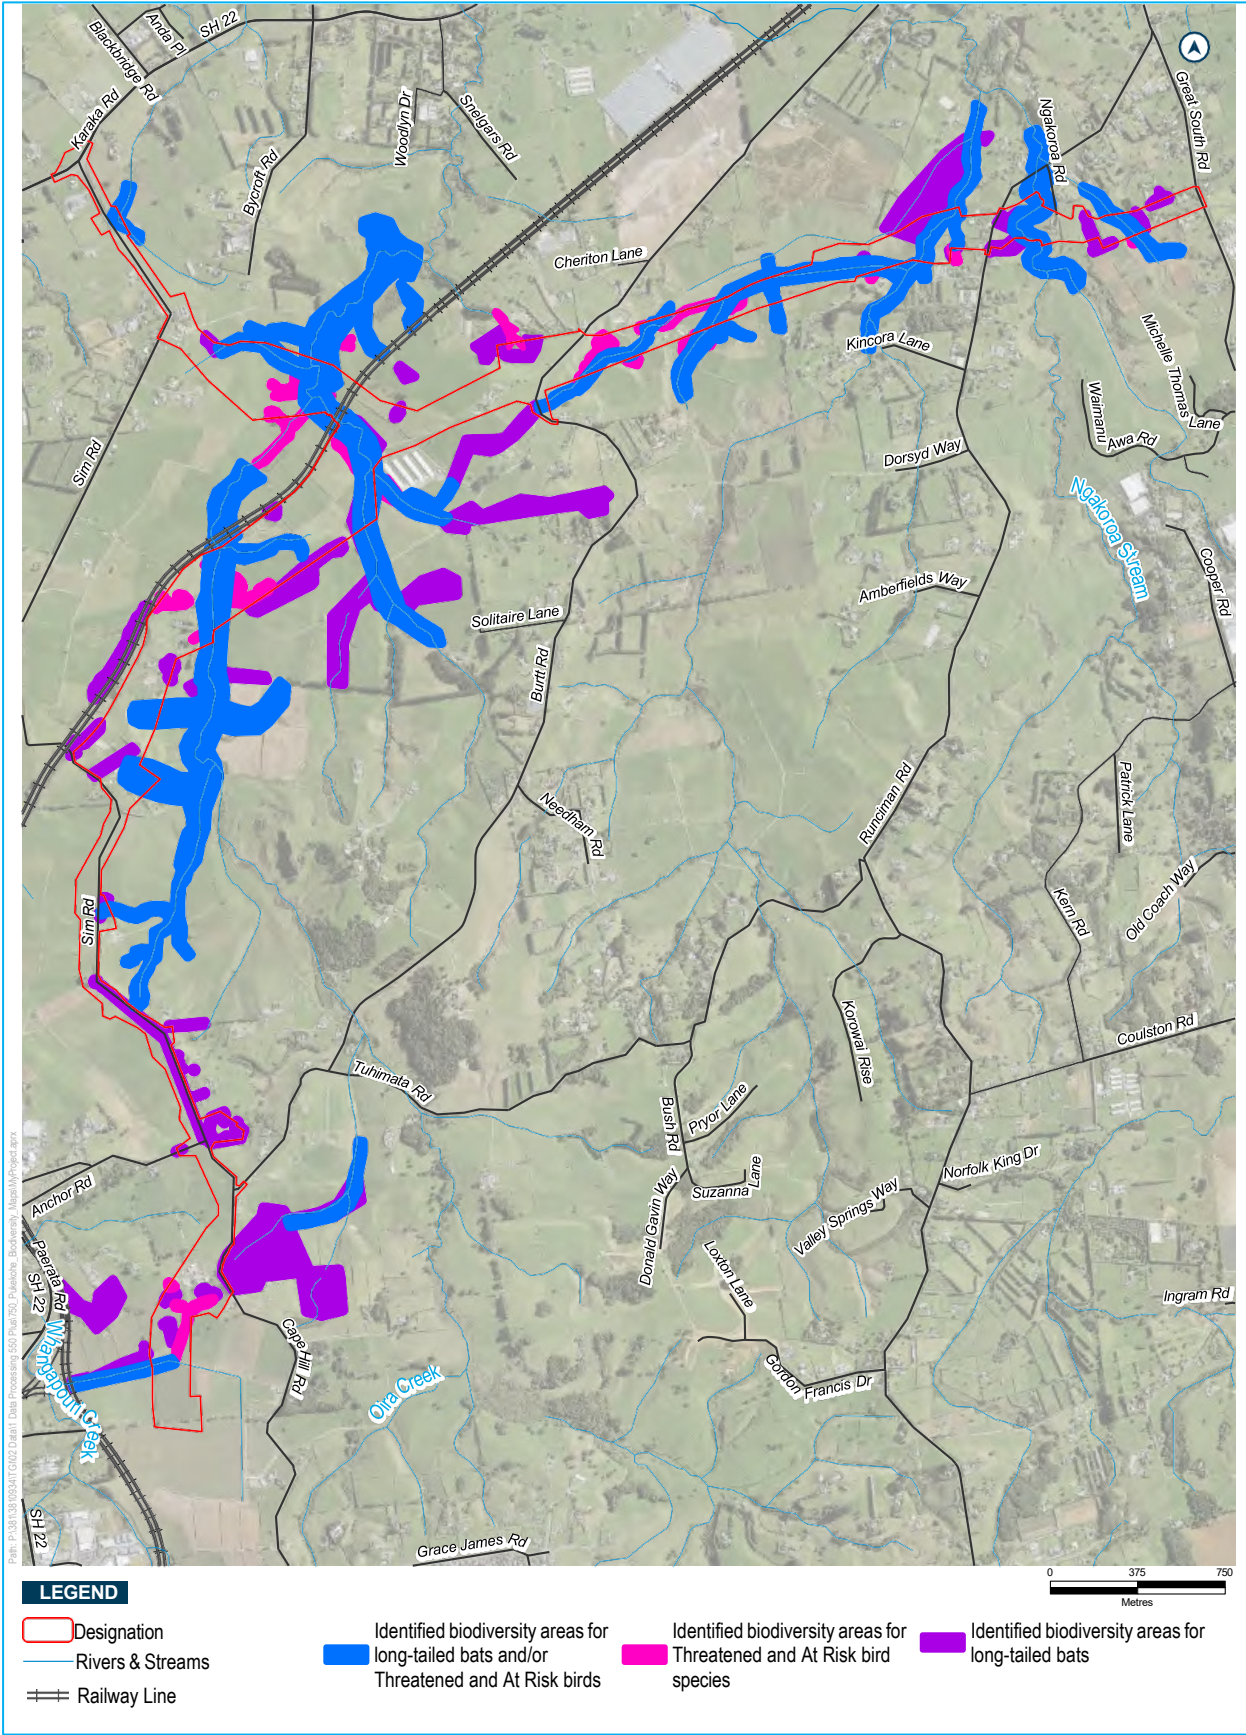 SH 22
Anda Pl
Blackbridge Rd
Karaka Rd
Woodlyn Dr
Snelgars Rd
Bycroft Rd
Great South Rd
Ngakoroa Rd
Cheriton Lane
Kincora Lane
Michelle Thomas Lane
Waimanu
Awa Rd
Sim Rd
Dorsyd Way
Ngakoroa Stream
Cooper Rd
Amberfields Way
Solitaire Lane
Burtt Rd
Runciman Rd
Patrick Lane
Needham Rd
Old Coach Way
Kern Rd
Sim Rd
Korowai Rise
Coulston Rd
Tuhimata Rd
Bush Rd
Pryor Lane
Norfolk King Dr
Suzanna Lane
Anchor Rd
Donald Gavin Way
Valley Springs Way
Paerata Rd
SH 22
Loxton Lane
Ingram Rd
Whangapouri Creek
Cape Hill Rd
Oira Creek
Gordon
Francis Dr
SH 22
Grace James Rd
0 375 750
Metres
LEGEND
Designation
Rivers & Streams
Railway Line
Identified biodiversity areas for
long-tailed bats and/or
Threatened and At Risk birds
Identified biodiversity areas for
Threatened and At Risk bird
species
Identified biodiversity areas for
long-tailed bats